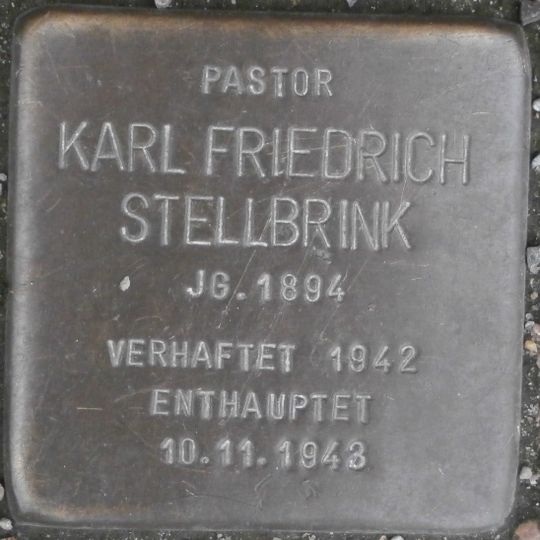 PASTOR
KARL FRIEDRICH
STELLBRINK
JG. 1894
VERHAFTET 1942
ENTHAUPTET
10.11.1943